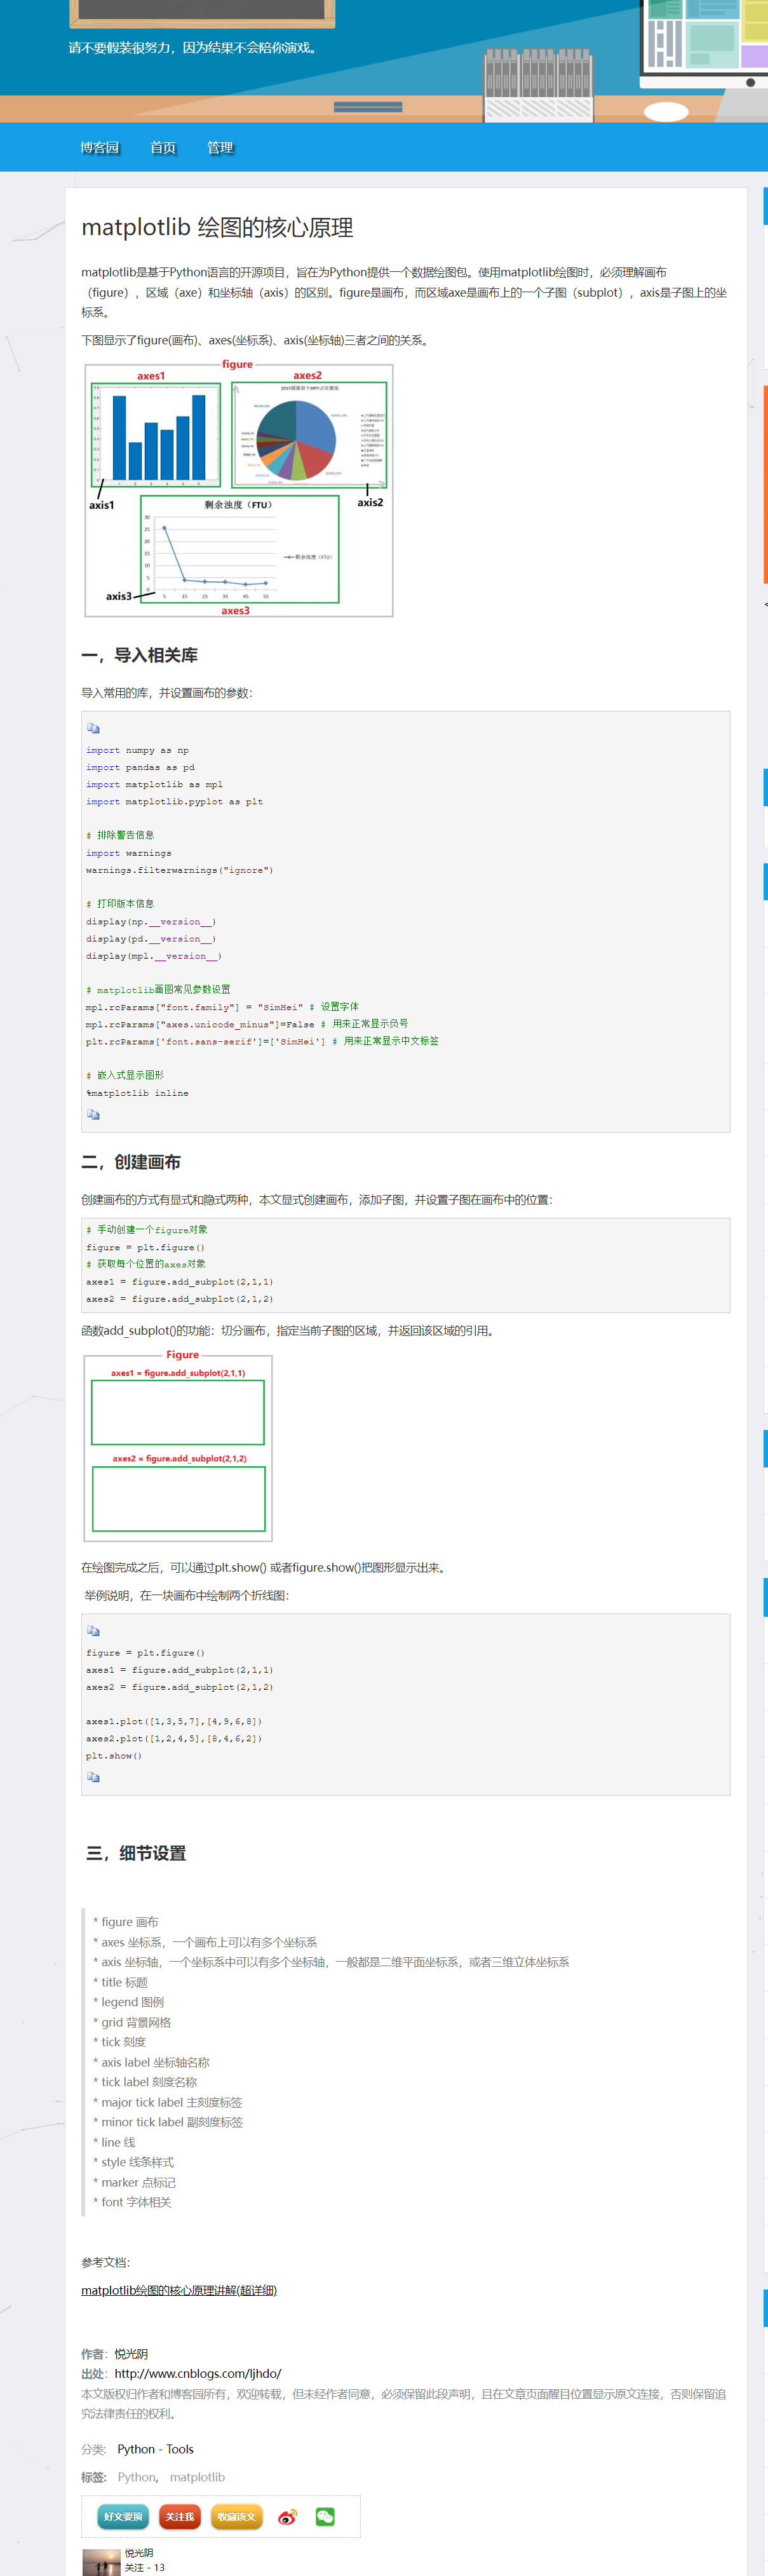 请不要假装很努力，因为结果不会陪你演戏。
博客园 首页 管理
matplotlib 绘图的核心原理
matplotlib是基于Python语言的开源项目，旨在为Python提供一个数据绘图包。使用matplotlib绘图时，必须理解画布
（figure），区域（axe）和坐标轴（axis）的区别。figure是画布，而区域axe是画布上的一个子图（subplot），axis是子图上的坐
标系。
下图显示了figure(画布)、axes(坐标系)、axis(坐标轴)三者之间的关系。
figure
axes1 axes2
axis1 axis2
剩余浊度（FTU）
30
25
20
15
10
5
0
5 15 25 35 45 55
剩余浊度（FTU）
axis3
axes3
一，导入相关库
导入常用的库，并设置画布的参数：
import numpy as np
import pandas as pd
import matplotlib as mpl
import matplotlib.pyplot as plt
# 排除警告信息
import warnings
warnings.filterwarnings("ignore")
# 打印版本信息
display(np.__version__)
display(pd.__version__)
display(mpl.__version__)
# matplotlib画图常见参数设置
mpl.rcParams["font.family"] = "SimHei" # 设置字体
mpl.rcParams["axes.unicode_minus"]=False # 用来正常显示负号
plt.rcParams['font.sans-serif']=['SimHei'] # 用来正常显示中文标签
# 嵌入式显示图形
%matplotlib inline
二，创建画布
创建画布的方式有显式和隐式两种，本文显式创建画布，添加子图，并设置子图在画布中的位置：
# 手动创建一个figure对象
figure = plt.figure()
# 获取每个位置的axes对象
axes1 = figure.add_subplot(2,1,1)
axes2 = figure.add_subplot(2,1,2)
函数add_subplot()的功能：切分画布，指定当前子图的区域，并返回该区域的引用。
Figure
axes1 = figure.add_subplot(2,1,1)
axes2 = figure.add_subplot(2,1,2)
在绘图完成之后，可以通过plt.show() 或者figure.show()把图形显示出来。
举例说明，在一块画布中绘制两个折线图：
figure = plt.figure()
axes1 = figure.add_subplot(2,1,1)
axes2 = figure.add_subplot(2,1,2)
axes1.plot([1,3,5,7],[4,9,6,8])
axes2.plot([1,2,4,5],[8,4,6,2])
plt.show()
三，细节设置
* figure 画布
* axes 坐标系，一个画布上可以有多个坐标系
* axis 坐标轴，一个坐标系中可以有多个坐标轴，一般都是二维平面坐标系，或者三维立体坐标系
* title 标题
* legend 图例
* grid 背景网格
* tick 刻度
* axis label 坐标轴名称
* tick label 刻度名称
* major tick label 主刻度标签
* minor tick label 副刻度标签
* line 线
* style 线条样式
* marker 点标记
* font 字体相关
参考文档：
matplotlib绘图的核心原理讲解(超详细)
作者：悦光阴
出处：http://www.cnblogs.com/ljhdo/
本文版权归作者和博客园所有，欢迎转载，但未经作者同意，必须保留此段声明，且在文章页面醒目位置显示原文连接，否则保留追
究法律责任的权利。
分类: Python - Tools
标签: Python, matplotlib
好文要顶 关注我 收藏该文
悦光阴
关注 - 13